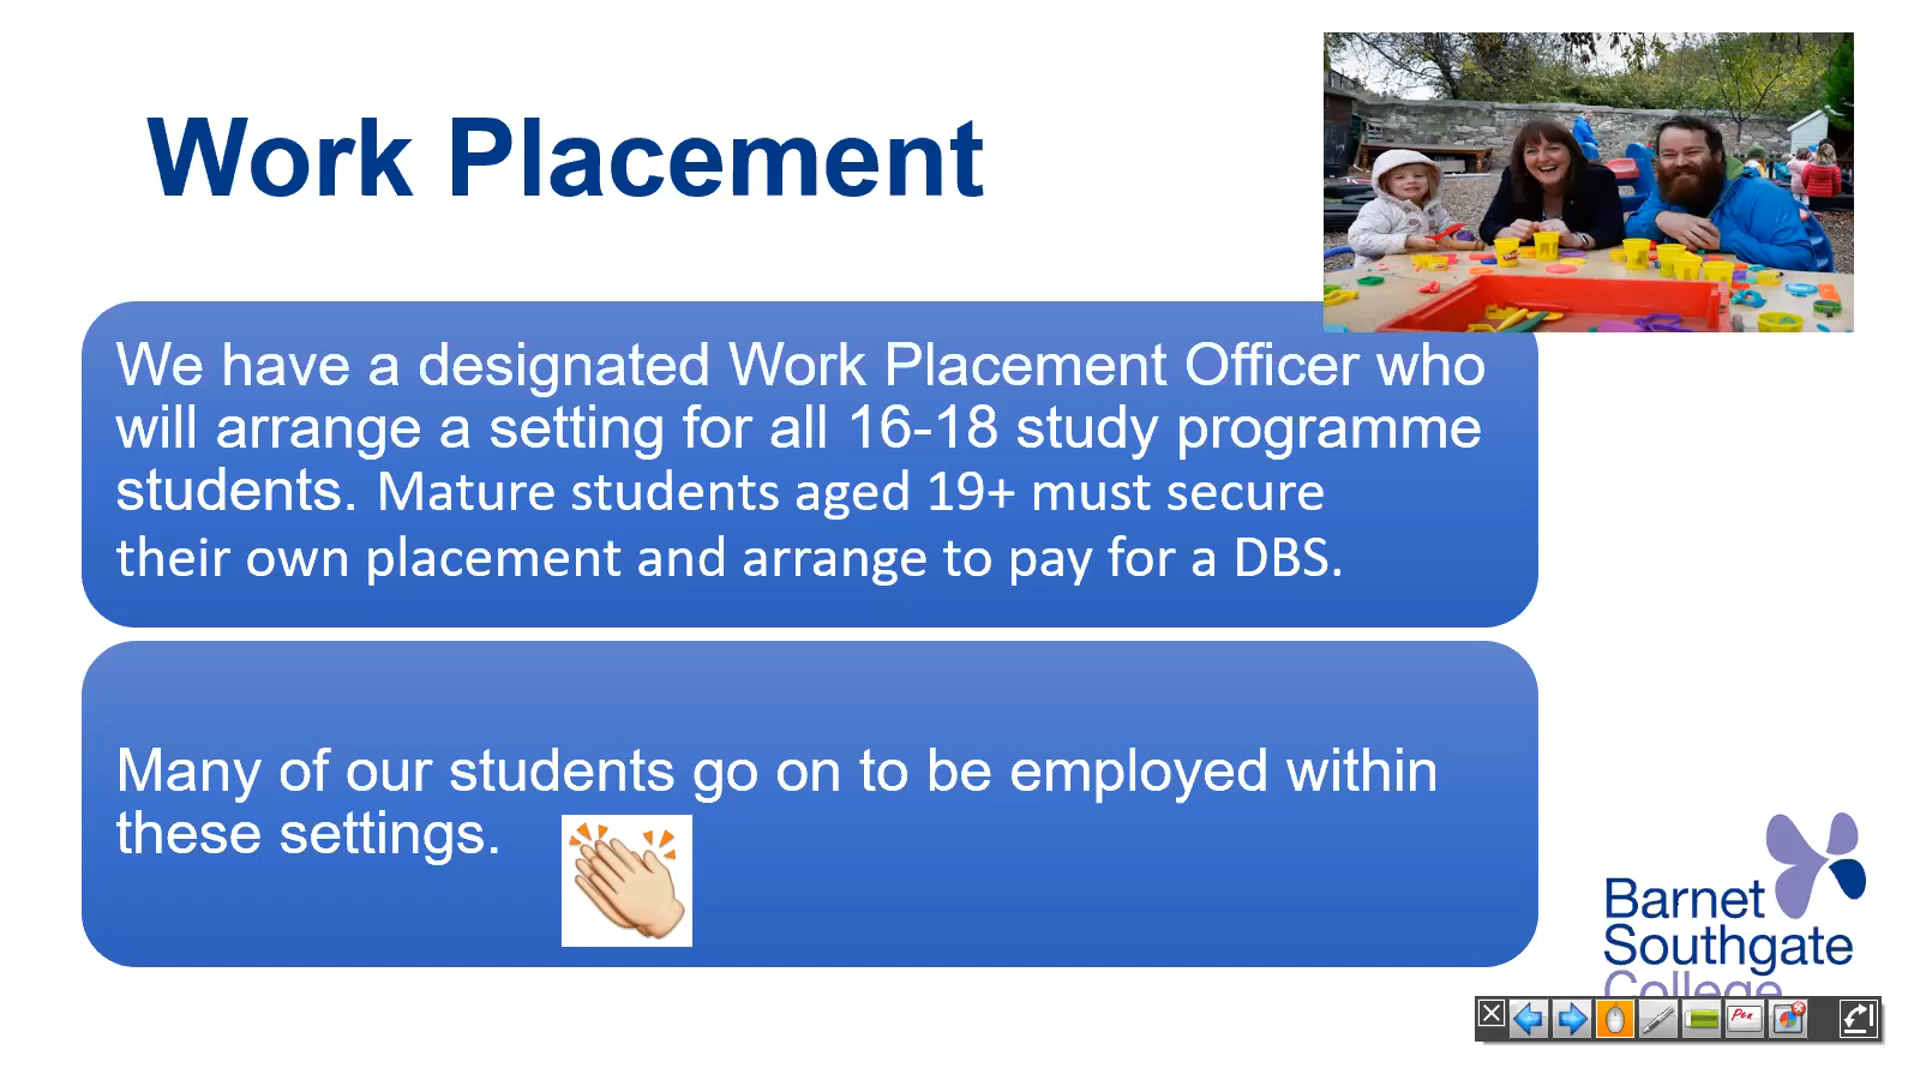 Work Placement
We have a designated Work Placement Officer who
will arrange a setting for all 16-18 study programme
students. Mature students aged 19+ must secure
their own placement and arrange to pay for a DBS.
Many of our students go on to be employed within
these settings.
Barnet
Southgate
College
Pen